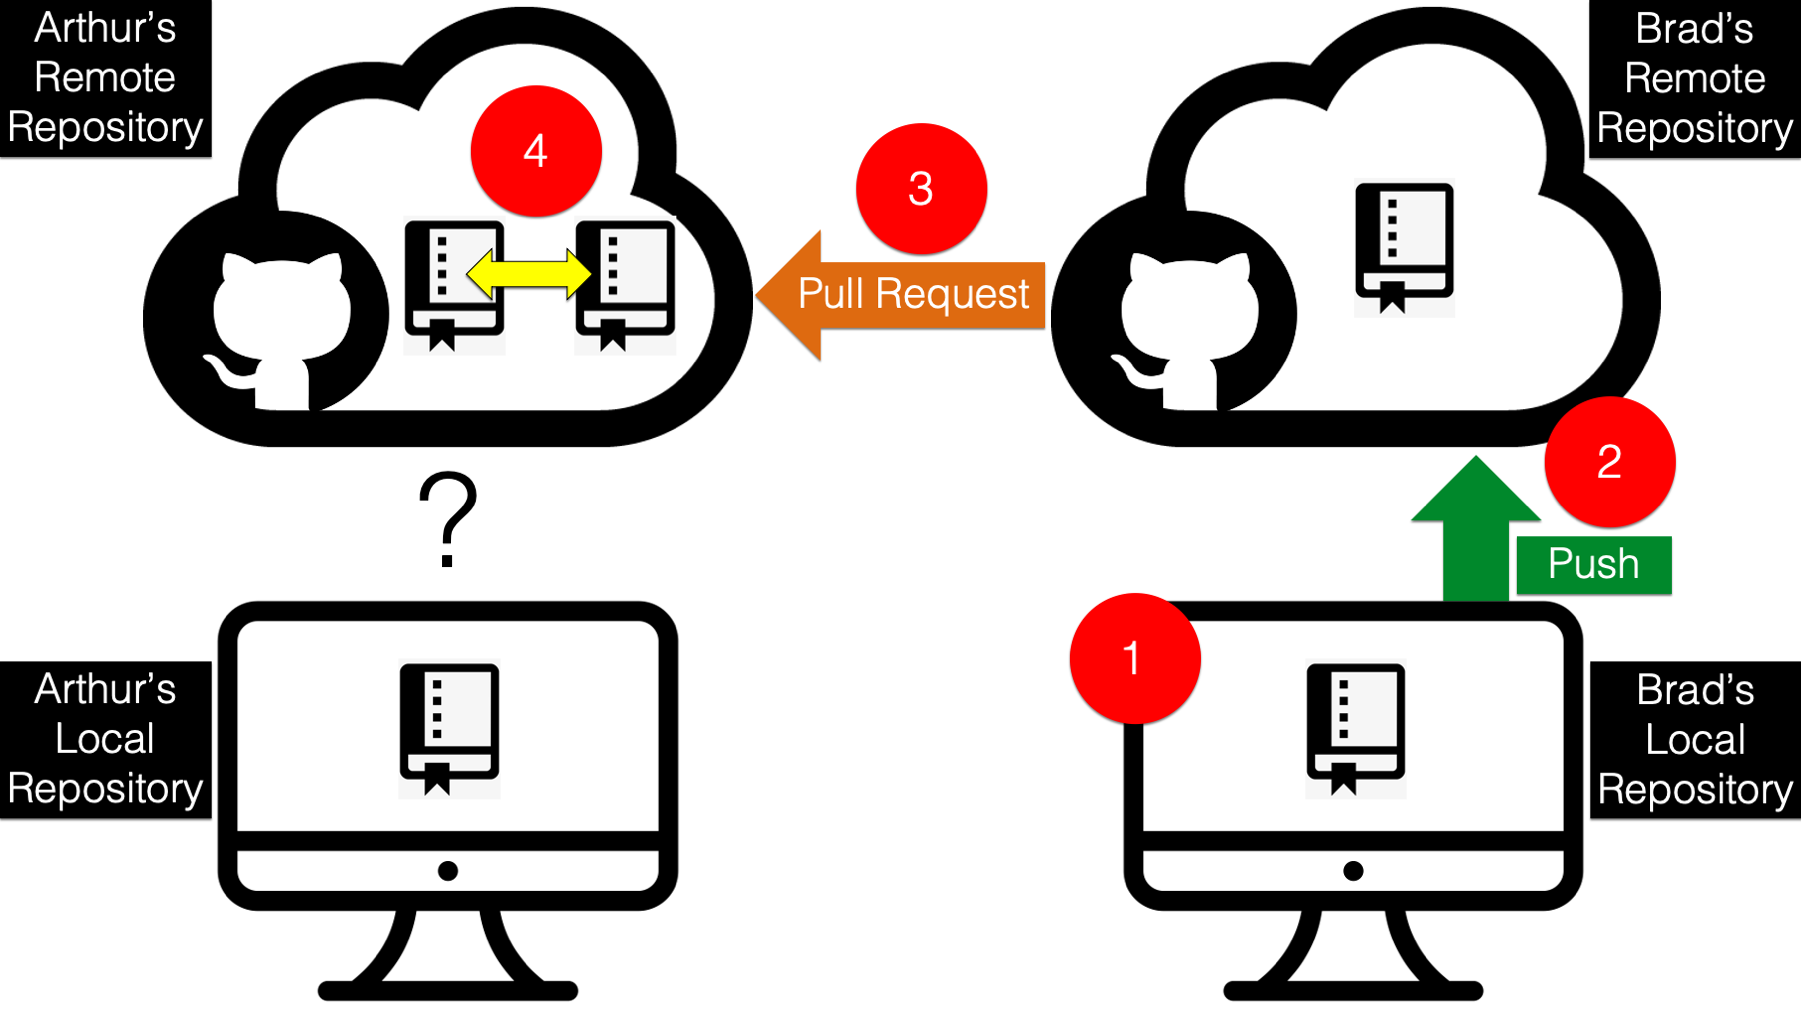 Arthur's
Remote
Repository
4
3
Pull Request
Brad's
Remote
Repository
?
2
Push
Arthur's
Local
Repository
1
Brad's
Local
Repository